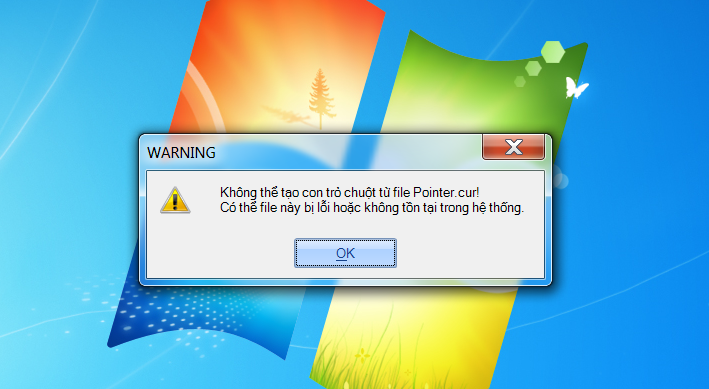 WARNING
Không thể tạo con trỏ chuột từ file Pointer.cur!
Có thể file này bị lỗi hoặc không tồn tại trong hệ thống.
OK